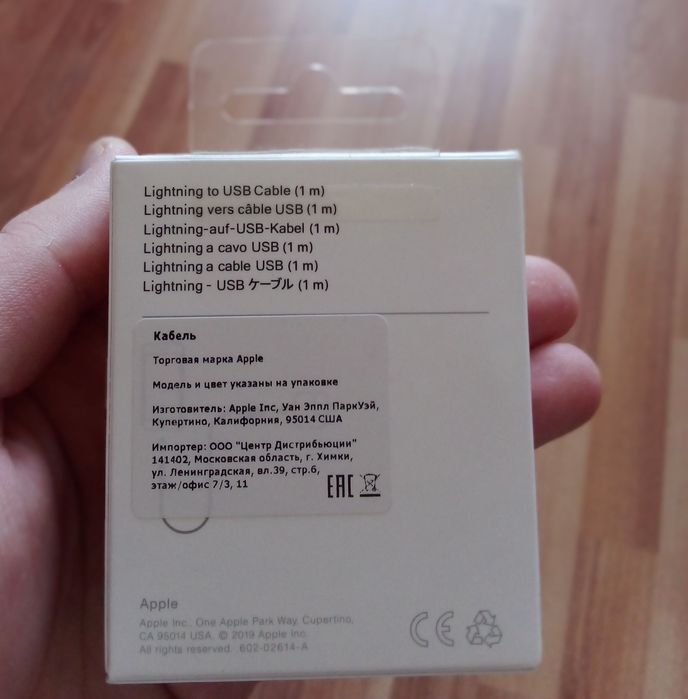 Lightning to USB Cable (1 m)
Lightning vers câble USB (1 m)
Lightning-auf-USB-Kabel (1 m)
Lightning a cavo USB (1 m)
Lightning a cable USB (1 m)
Lightning - USB ケーブル (1 m)
Кабель
Торговая марка Apple
Модель и цвет указаны на упаковке
Изготовитель: Apple Inc, Уан Эппл ПаркУэй,
Купертино, Калифорния, 95014 США
Импортер: ООО "Центр Дистрибьюции"
141402, Московская область, г. Химки,
ул. Ленинградская, вл.39, стр.6,
этаж/офис 7/3, 11
EAC
Apple
Apple Inc., One Apple Park Way, Cupertino,
CA 95014 USA. © 2019 Apple Inc.
All rights reserved. 602-02614-A
CE